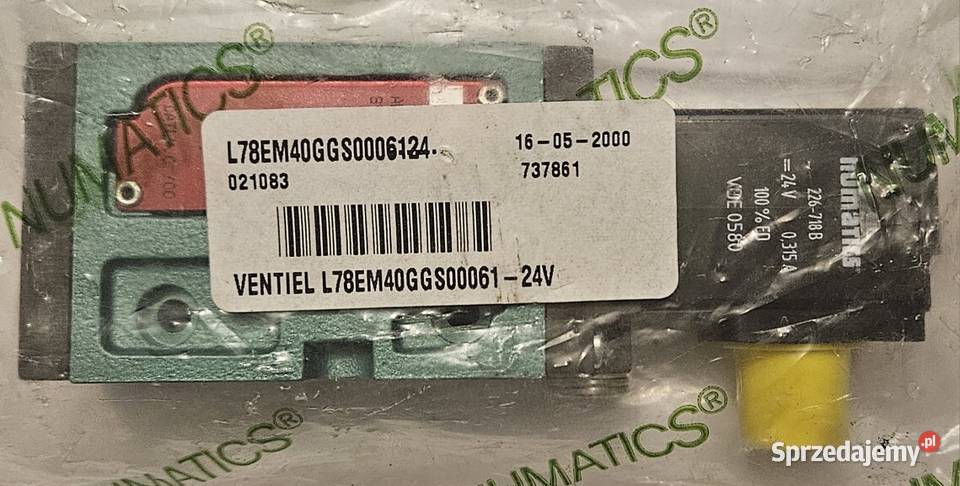 NUMATICS®
NUMATICS®
L78EM40GGS0006124.
16-05-2000
021083
737861
VENTIEL L78EM40GGS00061-24V
numatics
226-718B
=24V 0,315A
100%ED
VDE 0580
A
B
NUMATICS®
NUMATICS®
Sprzedajemy.pl